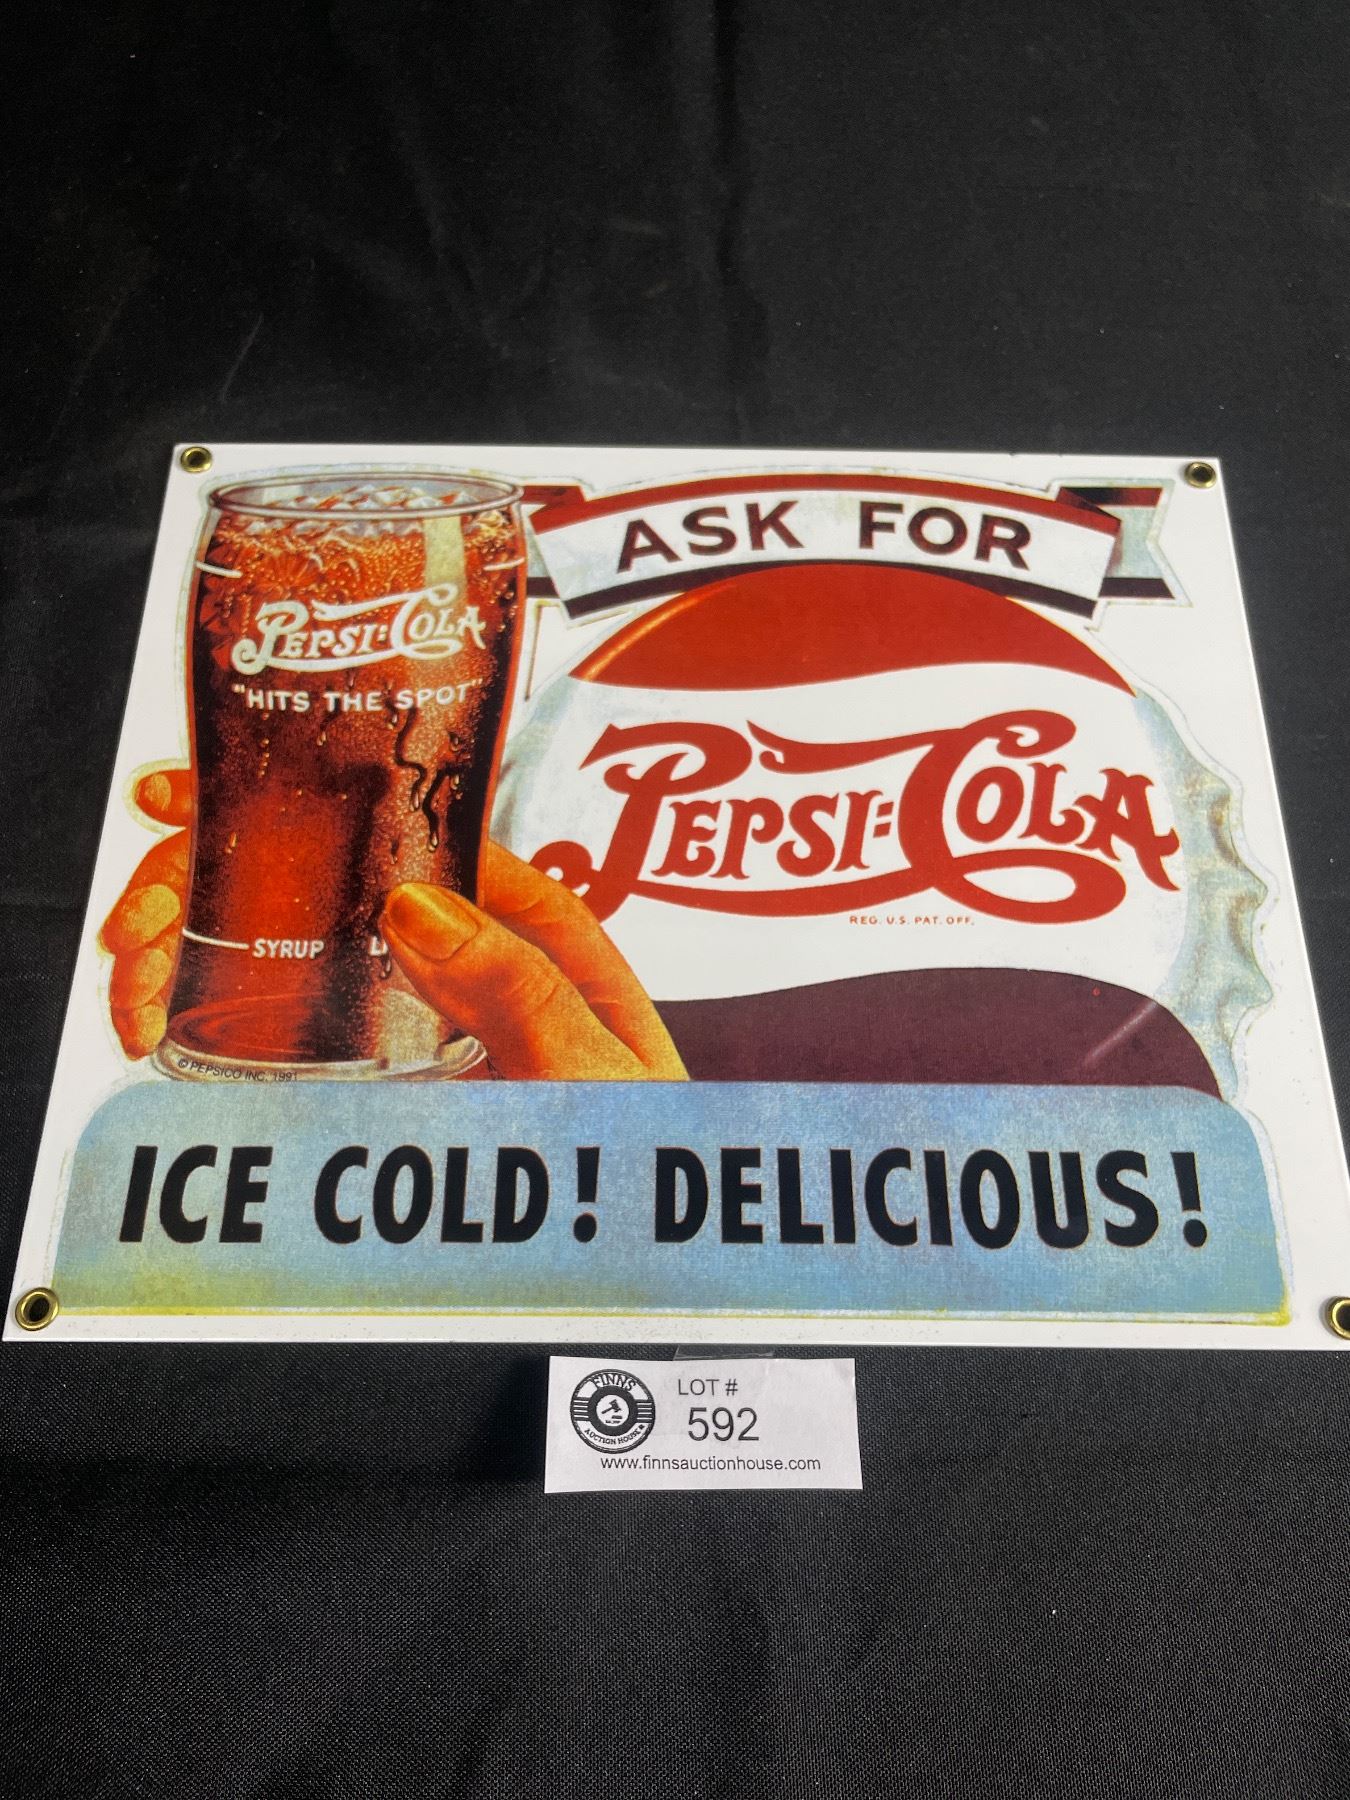 ASK FOR
PEPSI:COLA
"HITS THE SPOT"
PEPSI:COLA
REG. U.S. PAT. OFF.
SYRUP
© PEPSICO INC. 1991
ICE COLD! DELICIOUS!
FINNS
AUCTION HOUSE
LOT #
592
www.finnsauctionhouse.com